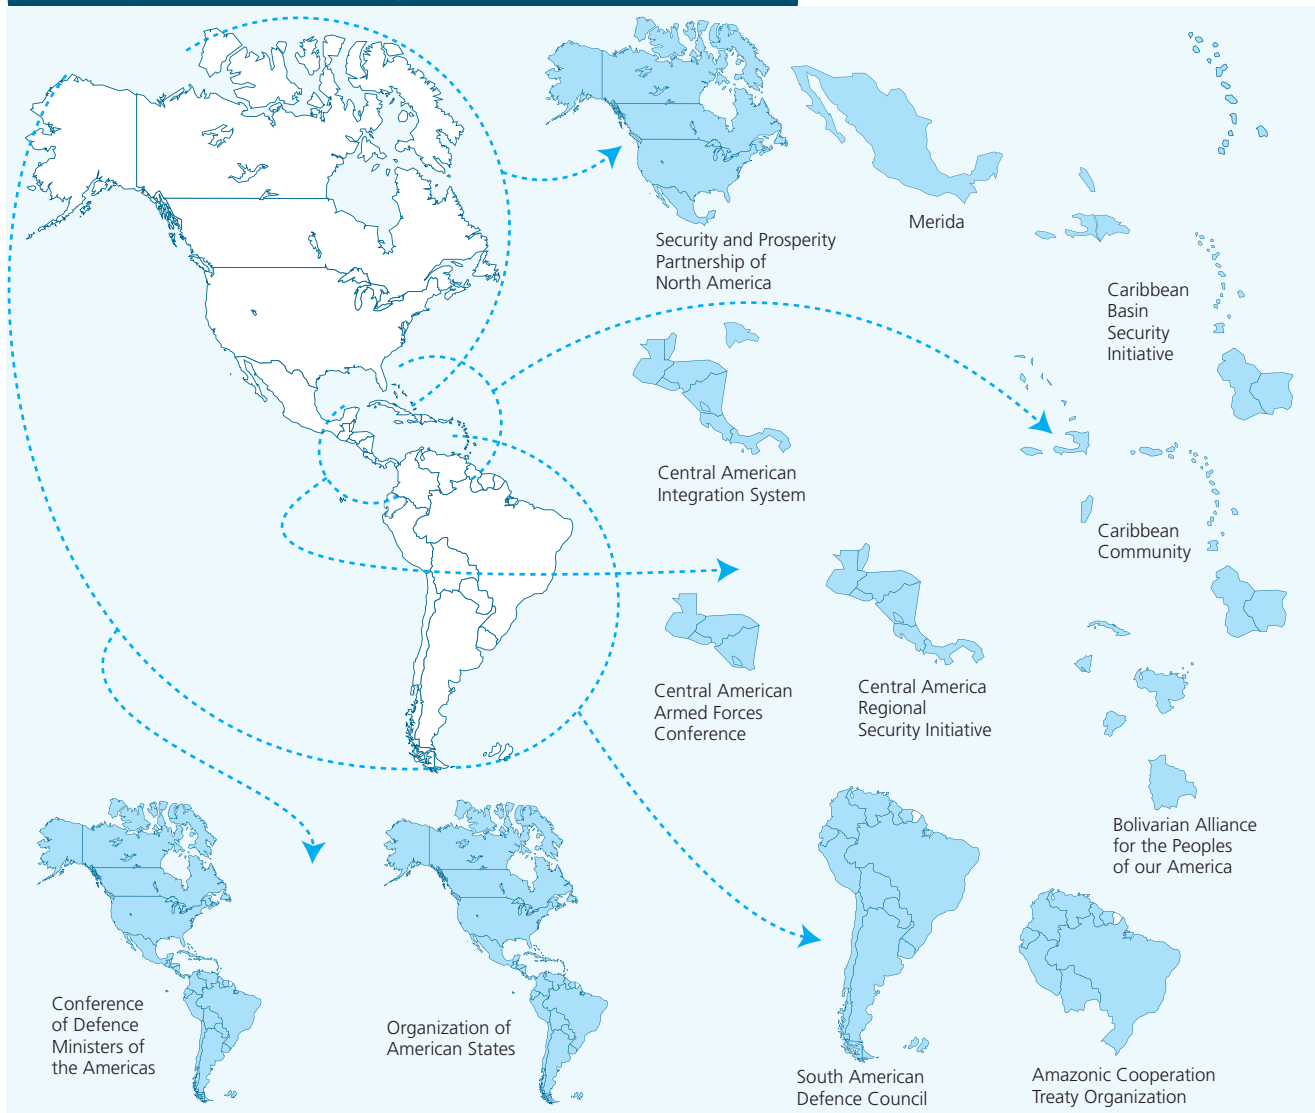 Security and Prosperity
Partnership of
North America
Merida
Caribbean
Basin
Security
Initiative
Central American
Integration System
Caribbean
Community
Central American
Armed Forces
Conference
Central America
Regional
Security Initiative
Bolivarian Alliance
for the Peoples
of our America
Conference
of Defence
Ministers of
the Americas
Organization of
American States
South American
Defence Council
Amazonic Cooperation
Treaty Organization